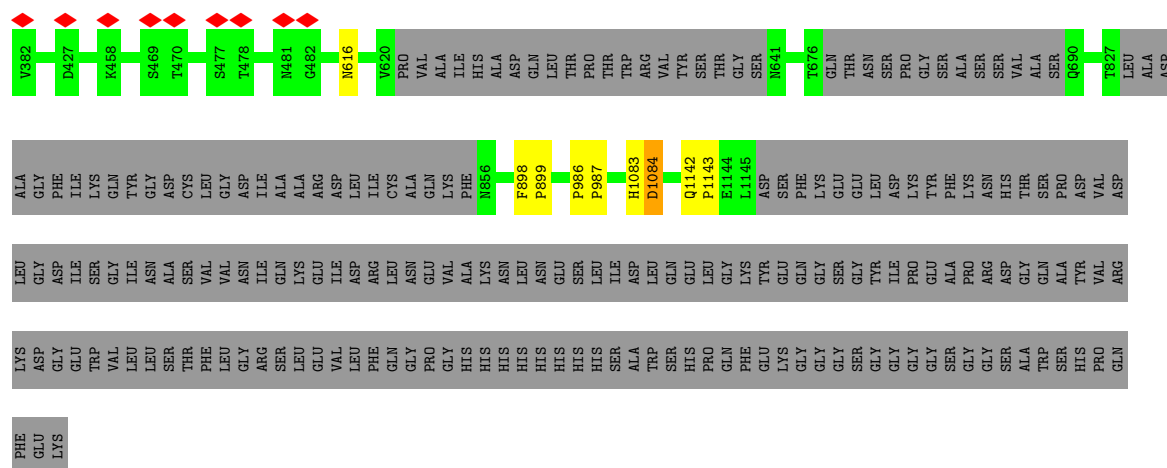 V382 D427 K458 S469 T470 S477 T478 N481 G482 N616 V620 PRO VAL ALA ILE HIS ALA ASP GLN LEU THR PRO THR TRP ARG VAL TYR SER THR GLY SER N641 T676 GLN THR ASN SER PRO GLY SER ALA SER SER VAL ALA SER Q690 T827 LEU ALA ASP
ALA GLY PHE ILE LYS GLN TYR GLY ASP CYS LEU GLY ASP ILE ALA ALA ARG ASP LEU ILE CYS ALA GLN LYS PHE N856 F898 P899 P986 P987 H1083 D1084 Q1142 P1143 E1144 L1145 ASP SER PHE LYS GLU GLU LEU ASP LYS TYR PHE LYS ASN HIS THR SER PRO ASP VAL ASP
LEU GLY ASP ILE SER GLY ILE ASN ALA SER VAL VAL ASN ILE GLN LYS GLU ILE ASP ARG LEU ASN GLU VAL ALA LYS ASN LEU ASN GLU SER LEU ILE ASP LEU GLN GLU LEU GLY LYS TYR GLU GLN GLY SER GLY TYR ILE PRO GLU ALA PRO ARG ASP GLY GLN ALA TYR VAL ARG
LYS ASP GLY GLU TRP VAL LEU LEU SER THR PHE LEU GLY ARG SER LEU GLU VAL LEU PHE GLN GLY PRO GLY HIS HIS HIS HIS HIS HIS HIS HIS SER ALA TRP SER HIS PRO GLN PHE GLU LYS GLY GLY GLY SER GLY GLY GLY GLY SER GLY GLY SER ALA TRP SER HIS PRO GLN
PHE GLU LYS